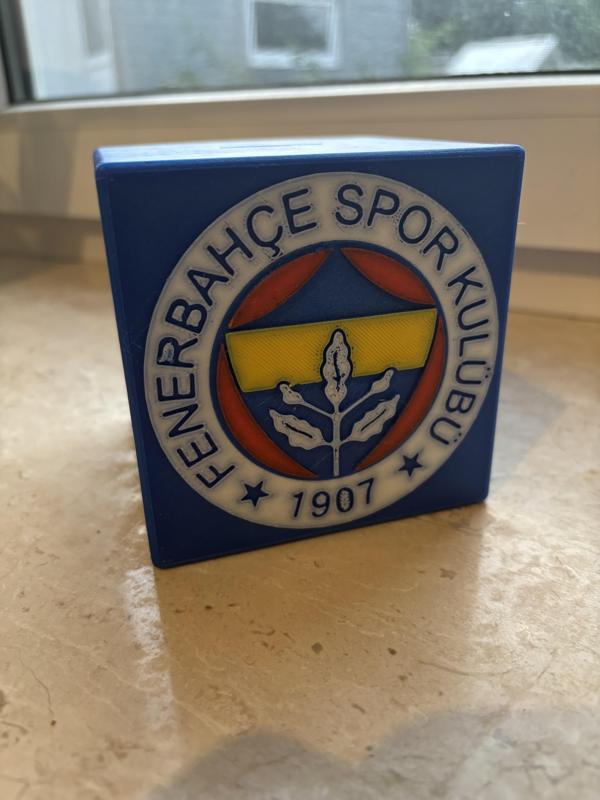 FENERBAHÇE SPOR KULÜBÜ
1907